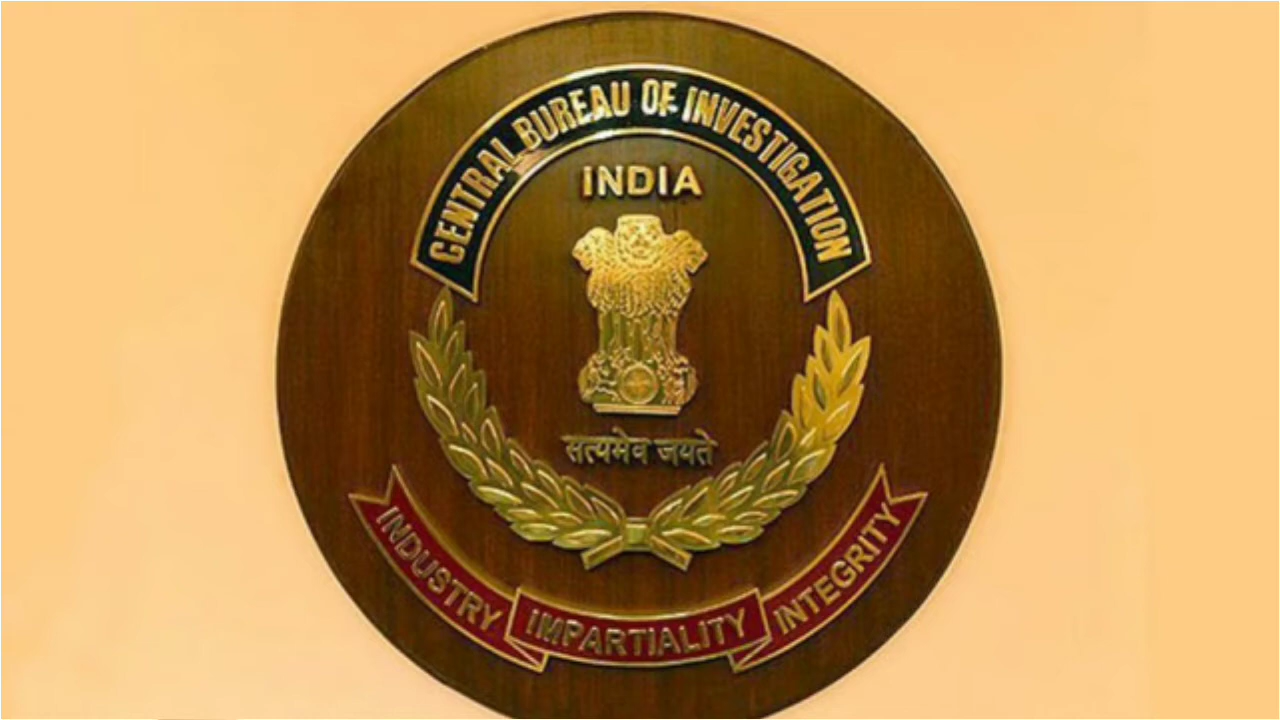 CENTRAL BUREAU OF INVESTIGATION
INDIA
सत्यमेव जयते
INDUSTRY IMPARTIALITY INTEGRITY